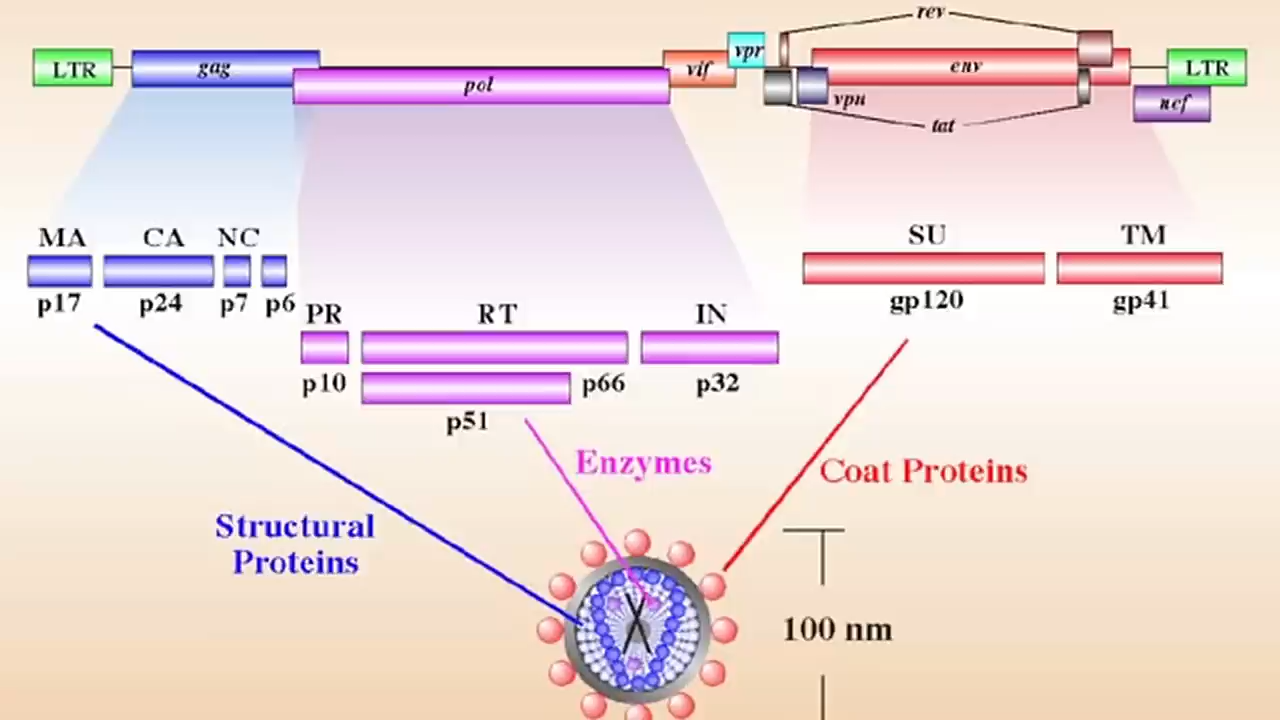 rev
LTR
gag
pol
vif
vpr
env
LTR
vpu
nef
tat
MA
CA
NC
p17
p24
p7
p6
PR
RT
IN
p10
p66
p32
p51
SU
TM
gp120
gp41
Enzymes
Coat Proteins
Structural
Proteins
100 nm